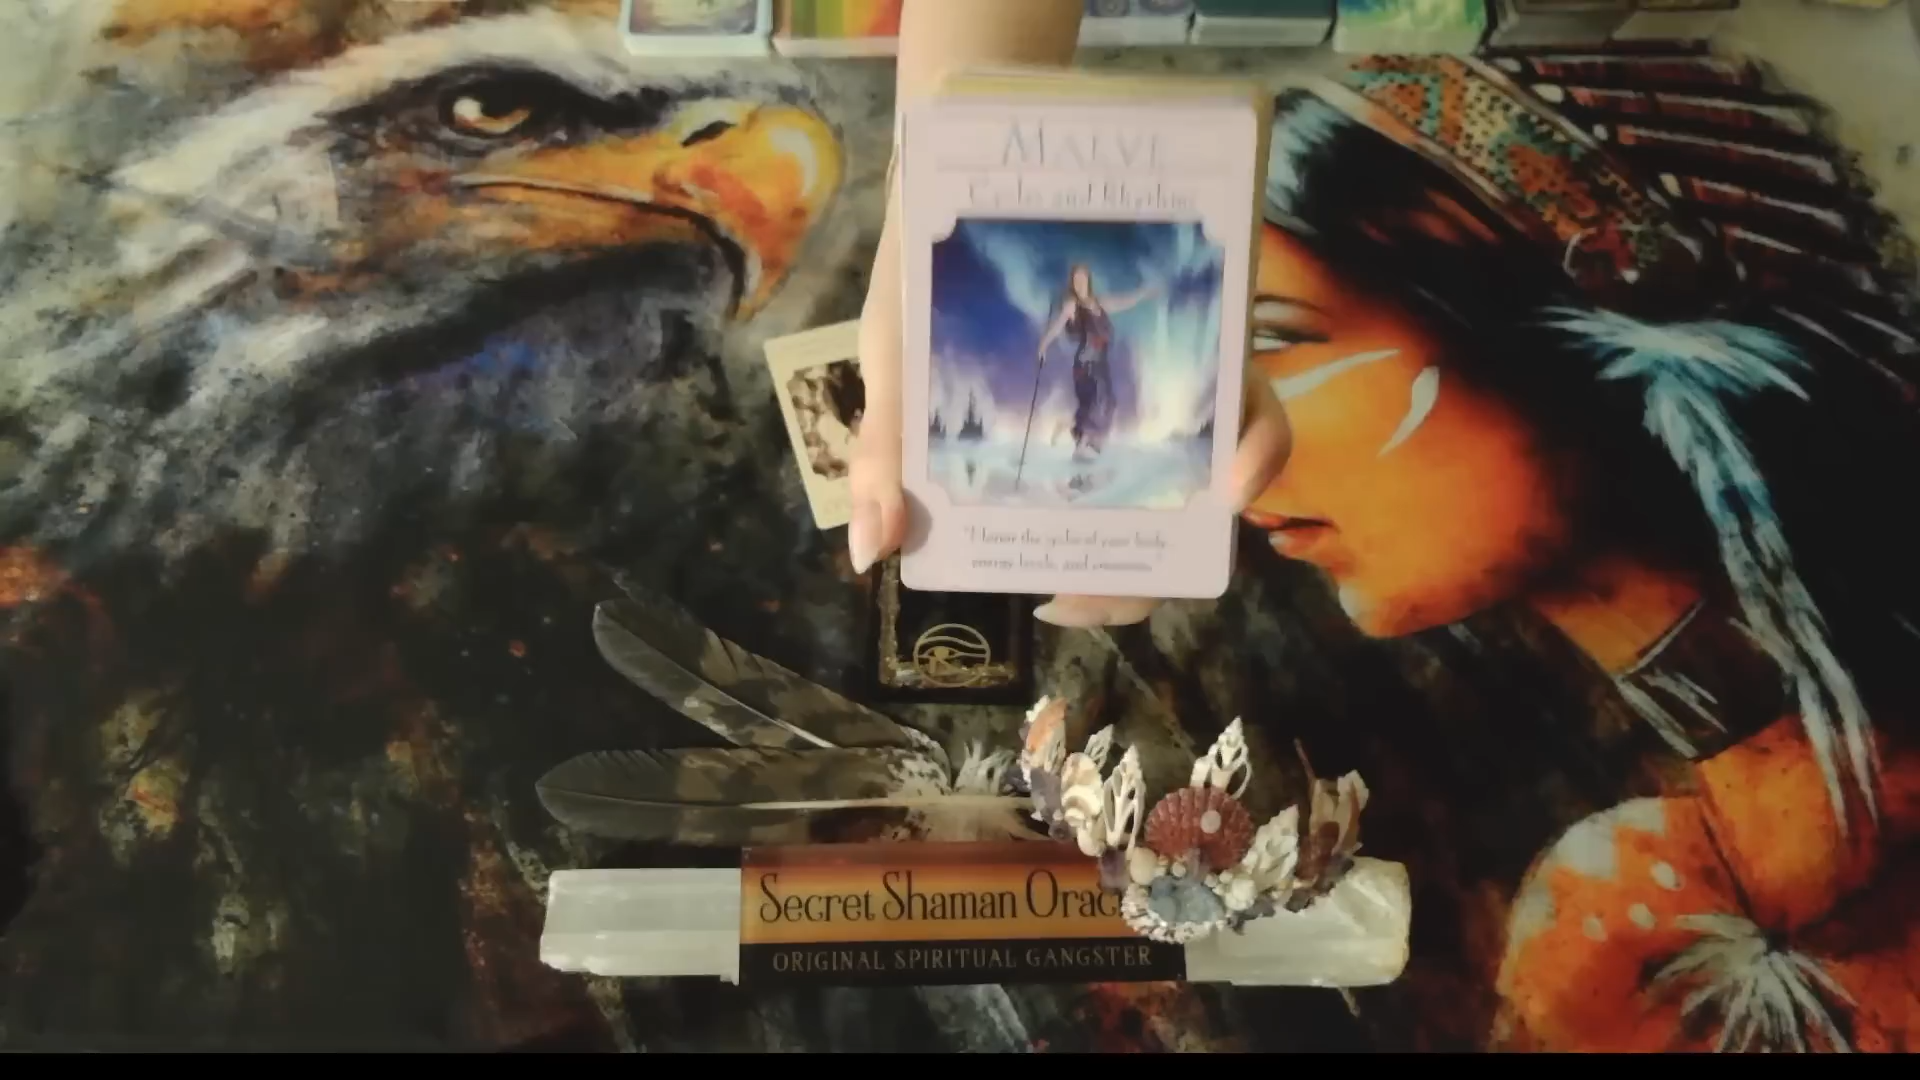 MAEVE
Cycles and Rhythms
"Honor the cycles of your body,
energy levels, and emotions."
Secret Shaman Orac
ORIGINAL SPIRITUAL GANGSTER